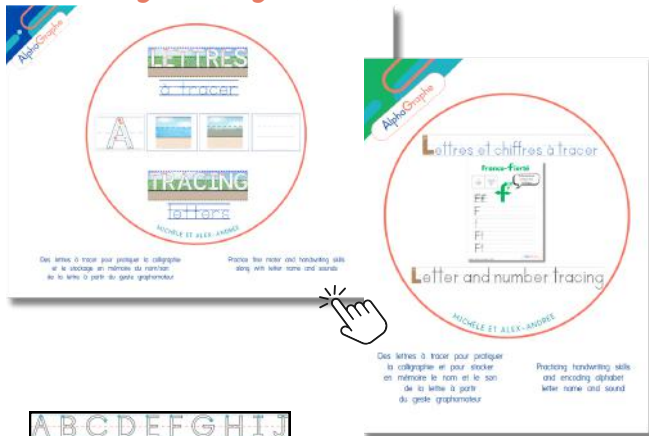 AlphaGraphe
LETTRES
à tracer
A
TRACING
letters
MICHÈLE ET ALEX-ANDRÉE
Des lettres à tracer pour pratiquer la calligraphie
et le stockage en mémoire du nom/son
de la lettre à partir du geste graphomoteur
Practice fine motor and handwriting skills
along with letter name and sounds
AlphaGraphe
Lettres et chiffres à tracer
franco-fierté
f
Letter and number tracing
MICHÈLE ET ALEX-ANDRÉE
Des lettres à tracer pour pratiquer
la calligraphie et pour stocker
en mémoire le nom et le son
de la lettre à partir
du geste graphomoteur
Practicing handwriting skills
and encoding alphabet
letter name and sound
A B C D E F G H I J